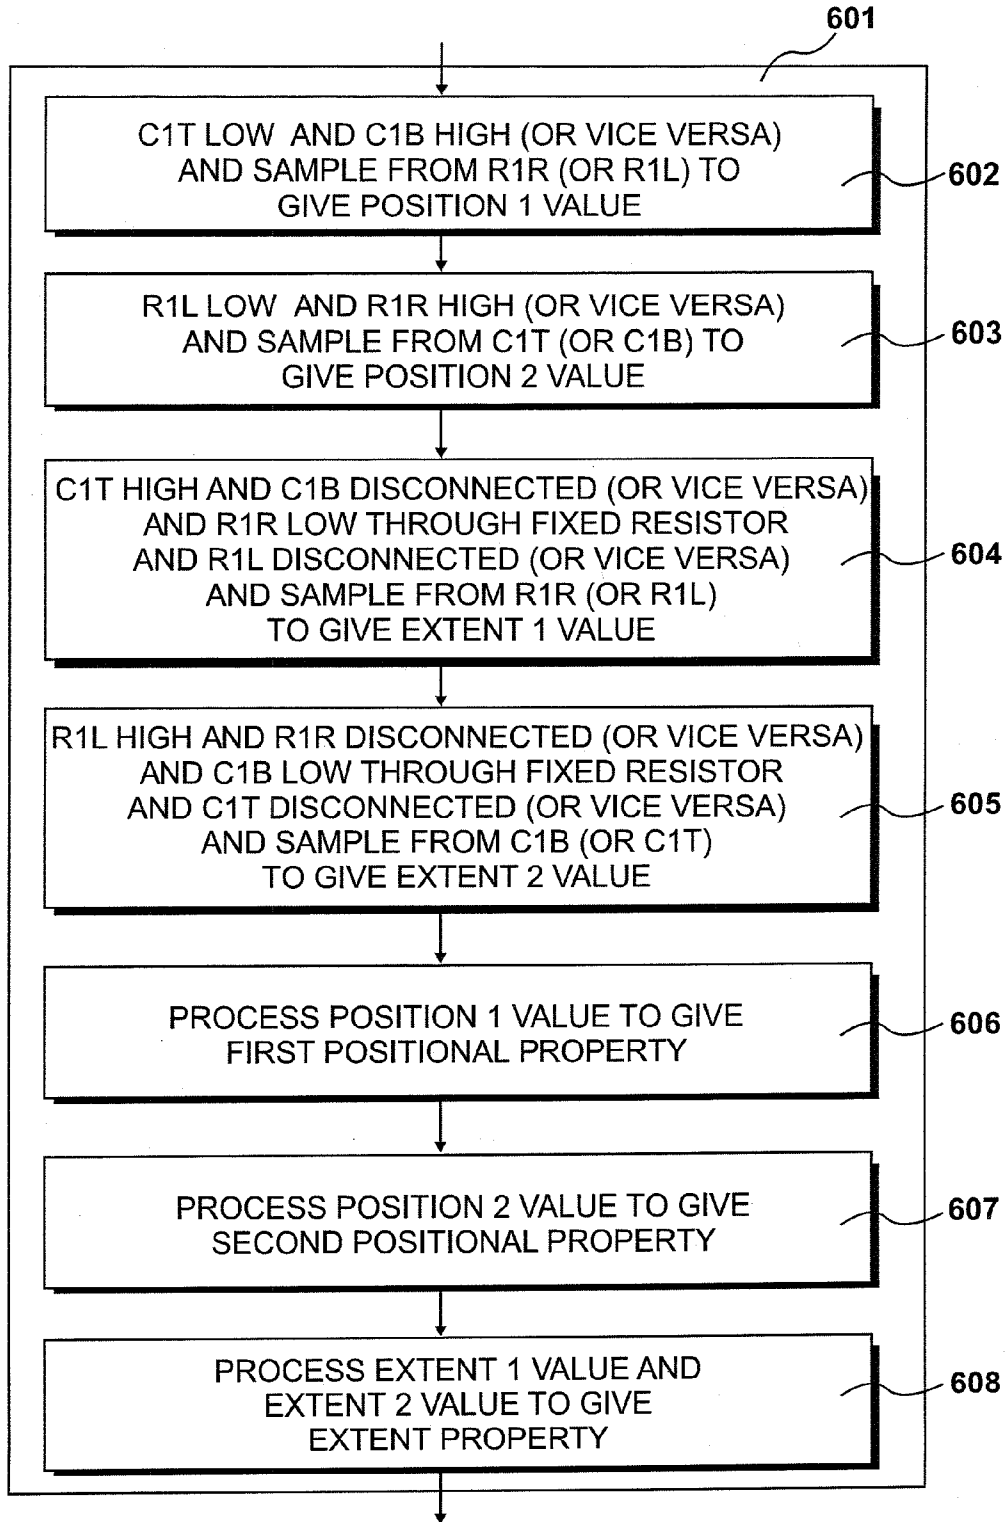 601
C1T LOW AND C1B HIGH (OR VICE VERSA)
AND SAMPLE FROM R1R (OR R1L) TO
GIVE POSITION 1 VALUE
602
R1L LOW AND R1R HIGH (OR VICE VERSA)
AND SAMPLE FROM C1T (OR C1B) TO
GIVE POSITION 2 VALUE
603
C1T HIGH AND C1B DISCONNECTED (OR VICE VERSA)
AND R1R LOW THROUGH FIXED RESISTOR
AND R1L DISCONNECTED (OR VICE VERSA)
AND SAMPLE FROM R1R (OR R1L)
TO GIVE EXTENT 1 VALUE
604
R1L HIGH AND R1R DISCONNECTED (OR VICE VERSA)
AND C1B LOW THROUGH FIXED RESISTOR
AND C1T DISCONNECTED (OR VICE VERSA)
AND SAMPLE FROM C1B (OR C1T)
TO GIVE EXTENT 2 VALUE
605
PROCESS POSITION 1 VALUE TO GIVE
FIRST POSITIONAL PROPERTY
606
PROCESS POSITION 2 VALUE TO GIVE
SECOND POSITIONAL PROPERTY
607
PROCESS EXTENT 1 VALUE AND
EXTENT 2 VALUE TO GIVE
EXTENT PROPERTY
608